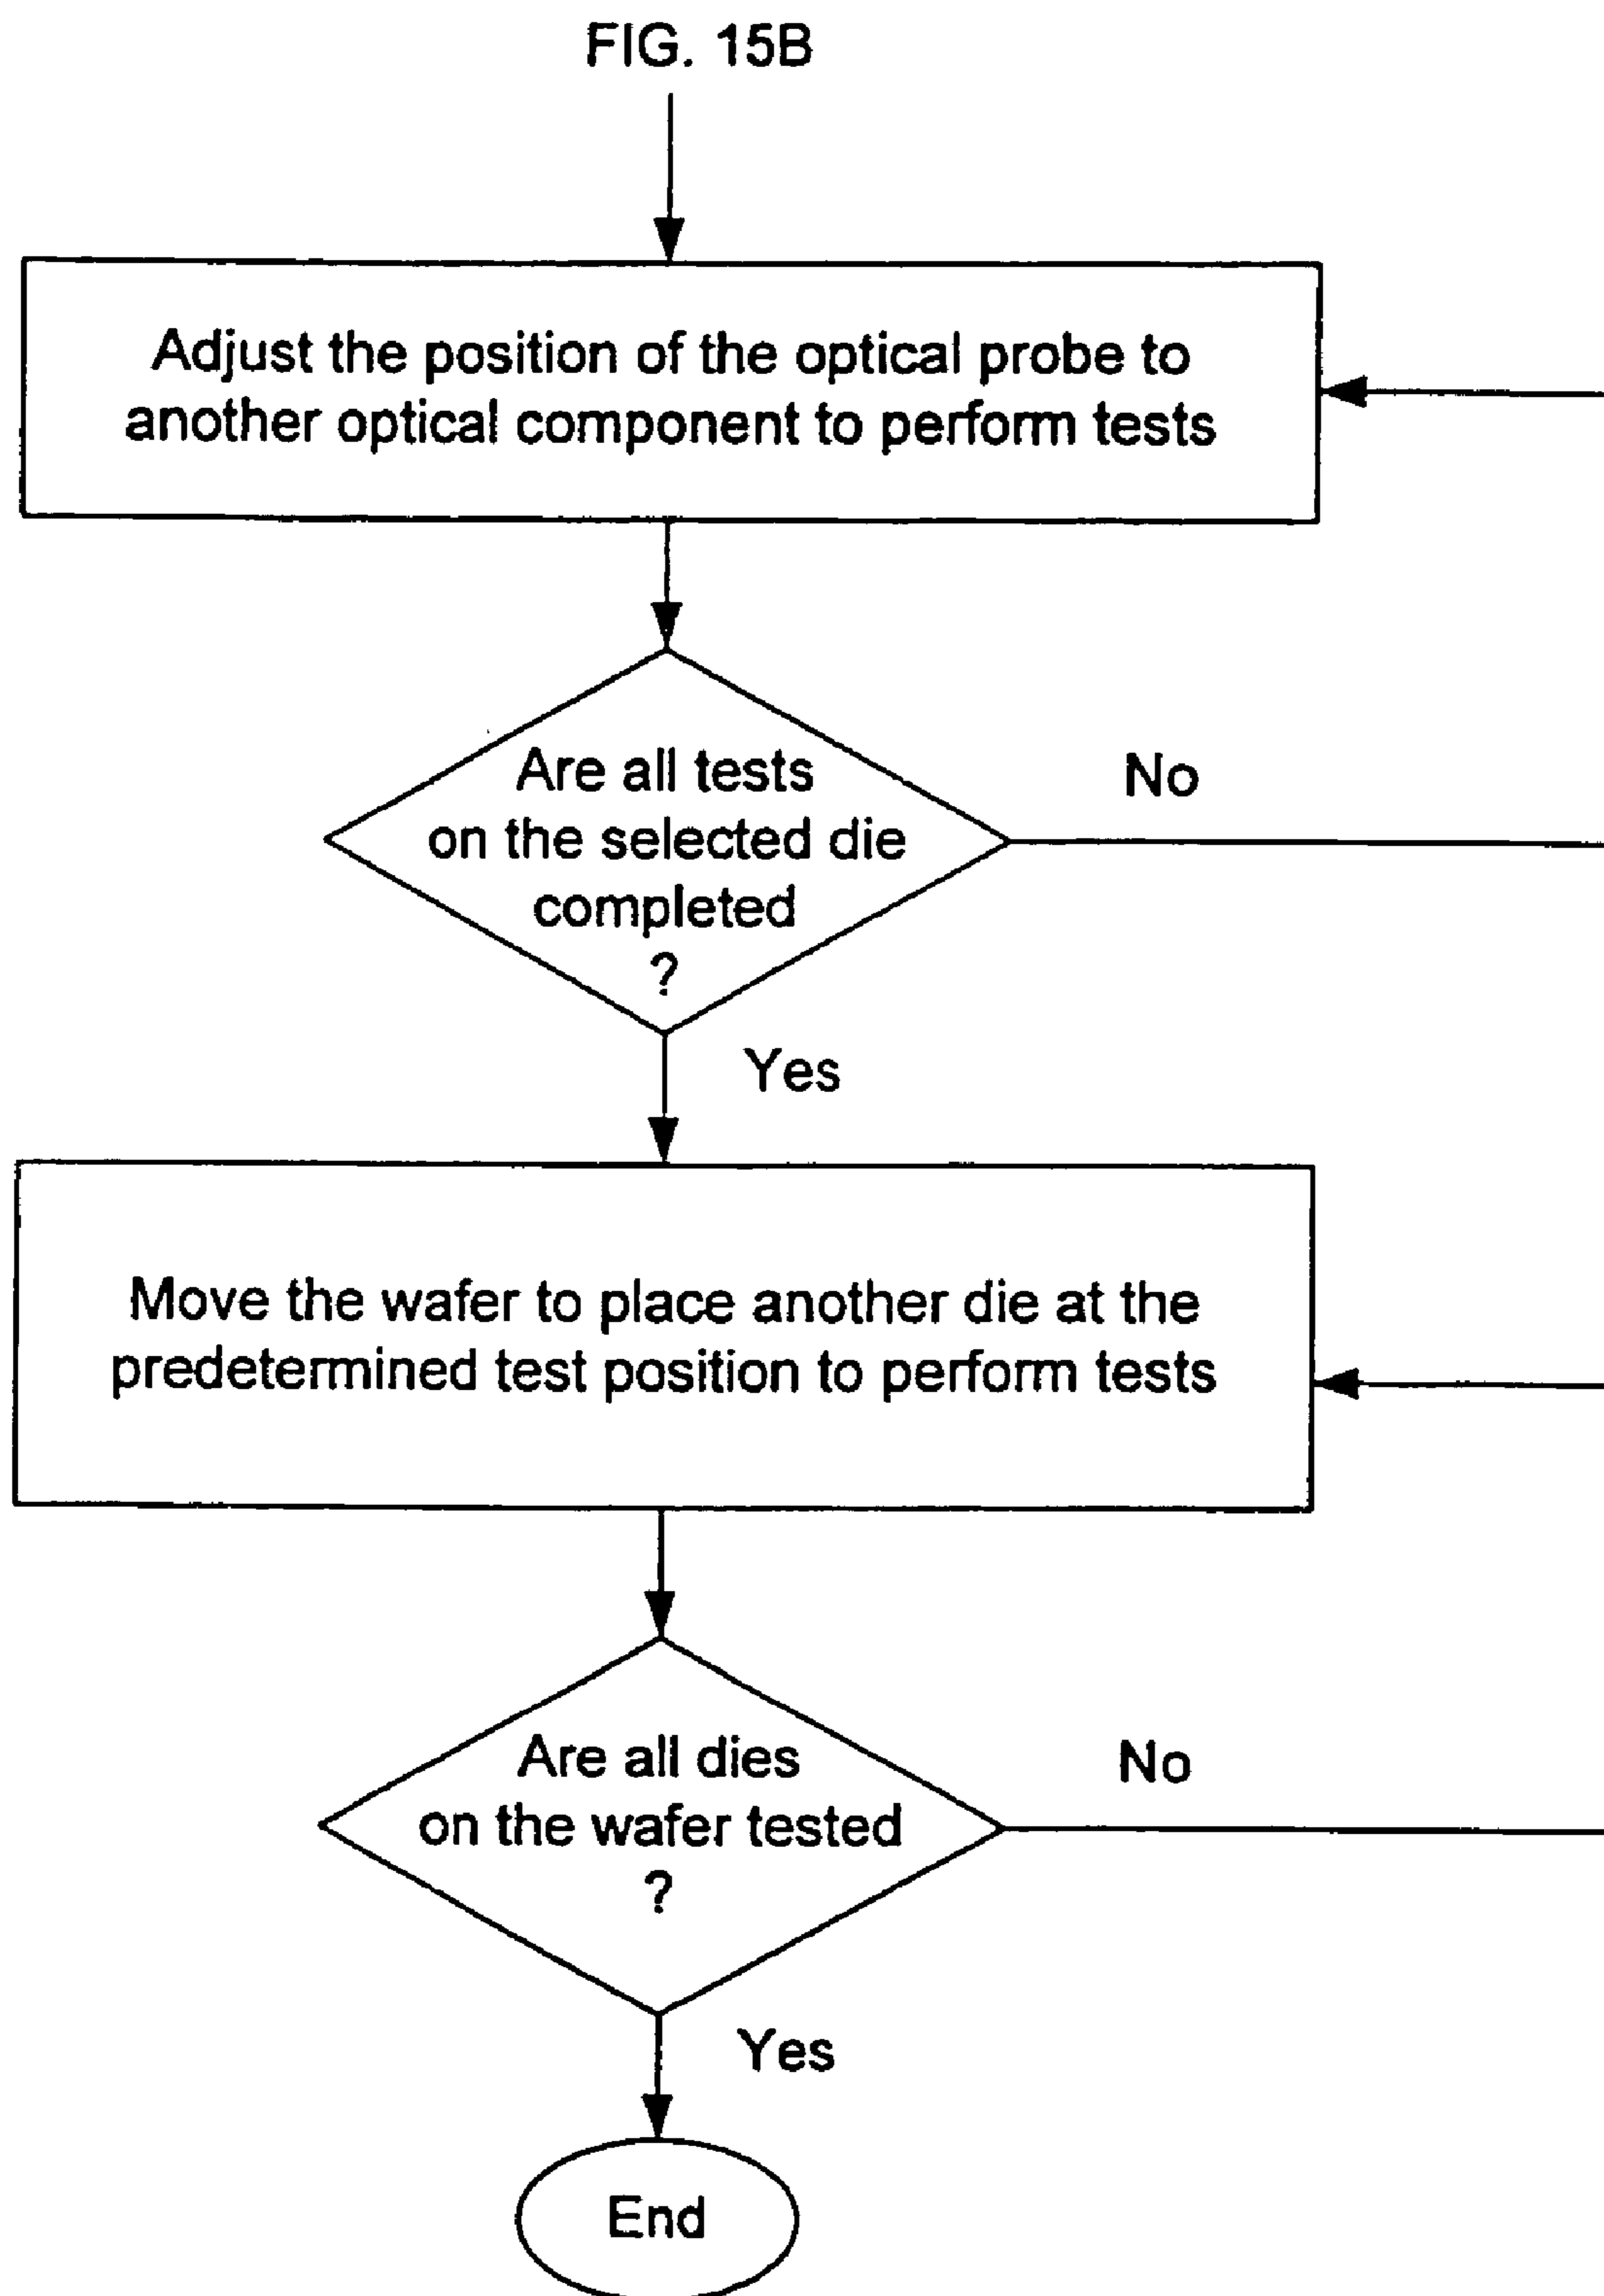 FIG. 15B
Adjust the position of the optical probe to
another optical component to perform tests
Are all tests
on the selected die
completed
?
No
Yes
Move the wafer to place another die at the
predetermined test position to perform tests
Are all dies
on the wafer tested
?
No
Yes
End